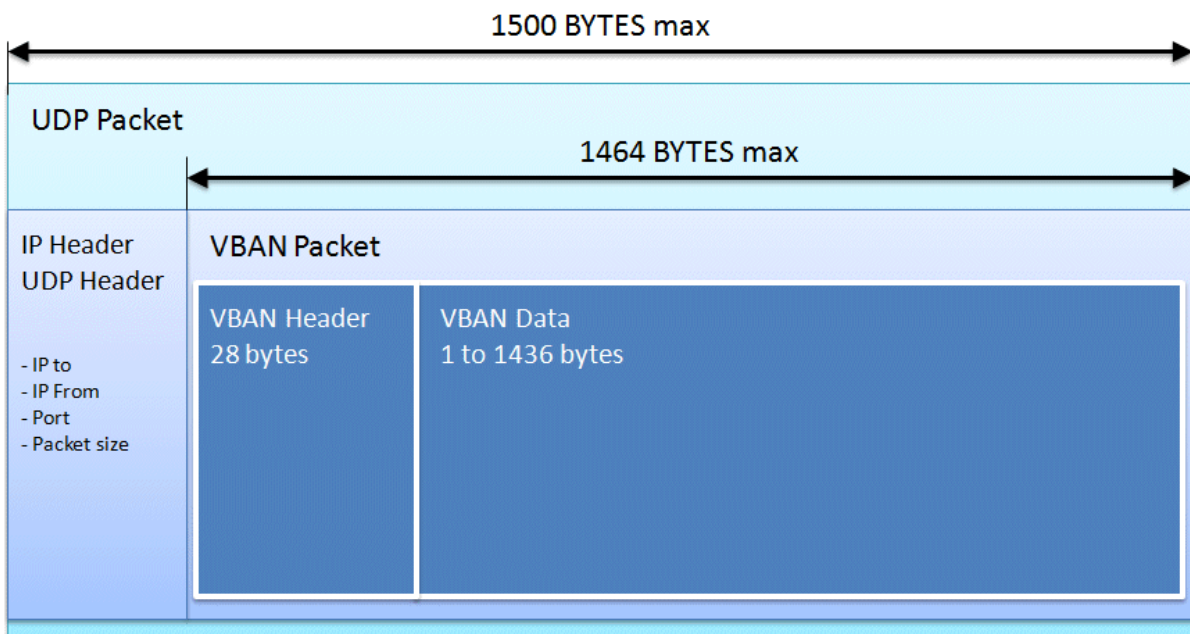 1500 BYTES max
UDP Packet
1464 BYTES max
IP Header
UDP Header
- IP to
- IP From
- Port
- Packet size
VBAN Packet
VBAN Header
28 bytes
VBAN Data
1 to 1436 bytes